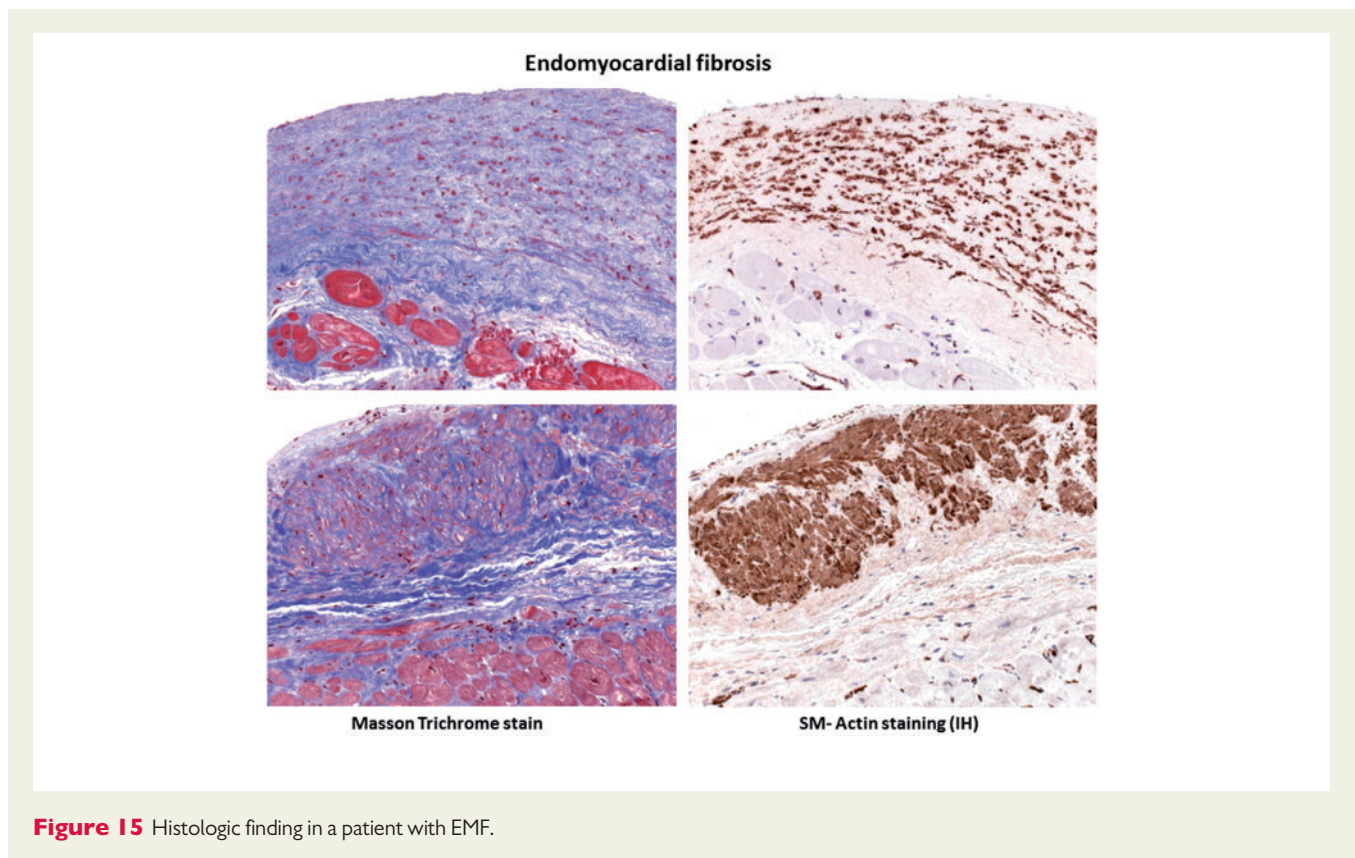 Endomyocardial fibrosis
Masson Trichrome stain
SM- Actin staining (IH)
Figure 15 Histologic finding in a patient with EMF.